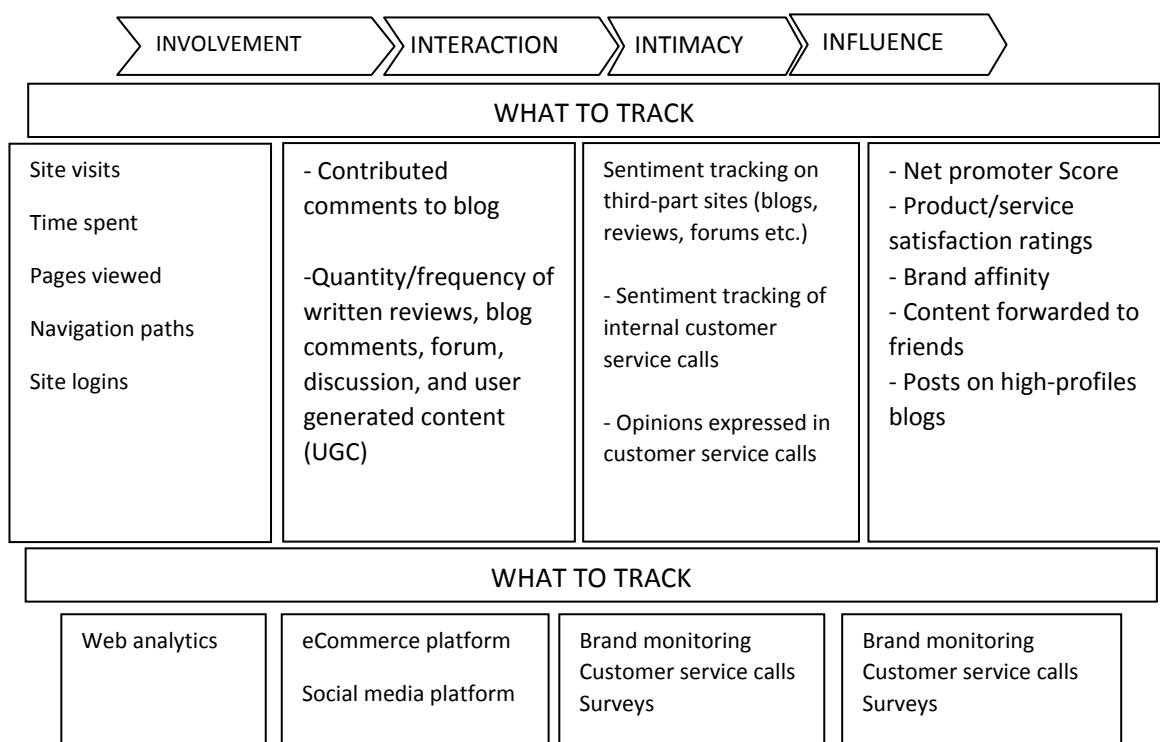 INVOLVEMENT
INTERACTION
INTIMACY
INFLUENCE
WHAT TO TRACK
Site visits
Time spent
Pages viewed
Navigation paths
Site logins
- Contributed
comments to blog
-Quantity/frequency of
written reviews, blog
comments, forum,
discussion, and user
generated content
(UGC)
Sentiment tracking on
third-part sites (blogs,
reviews, forums etc.)
- Sentiment tracking of
internal customer
service calls
- Opinions expressed in
customer service calls
- Net promoter Score
- Product/service
satisfaction ratings
- Brand affinity
- Content forwarded to
friends
- Posts on high-profiles
blogs
WHAT TO TRACK
Web analytics
eCommerce platform
Social media platform
Brand monitoring
Customer service calls
Surveys
Brand monitoring
Customer service calls
Surveys